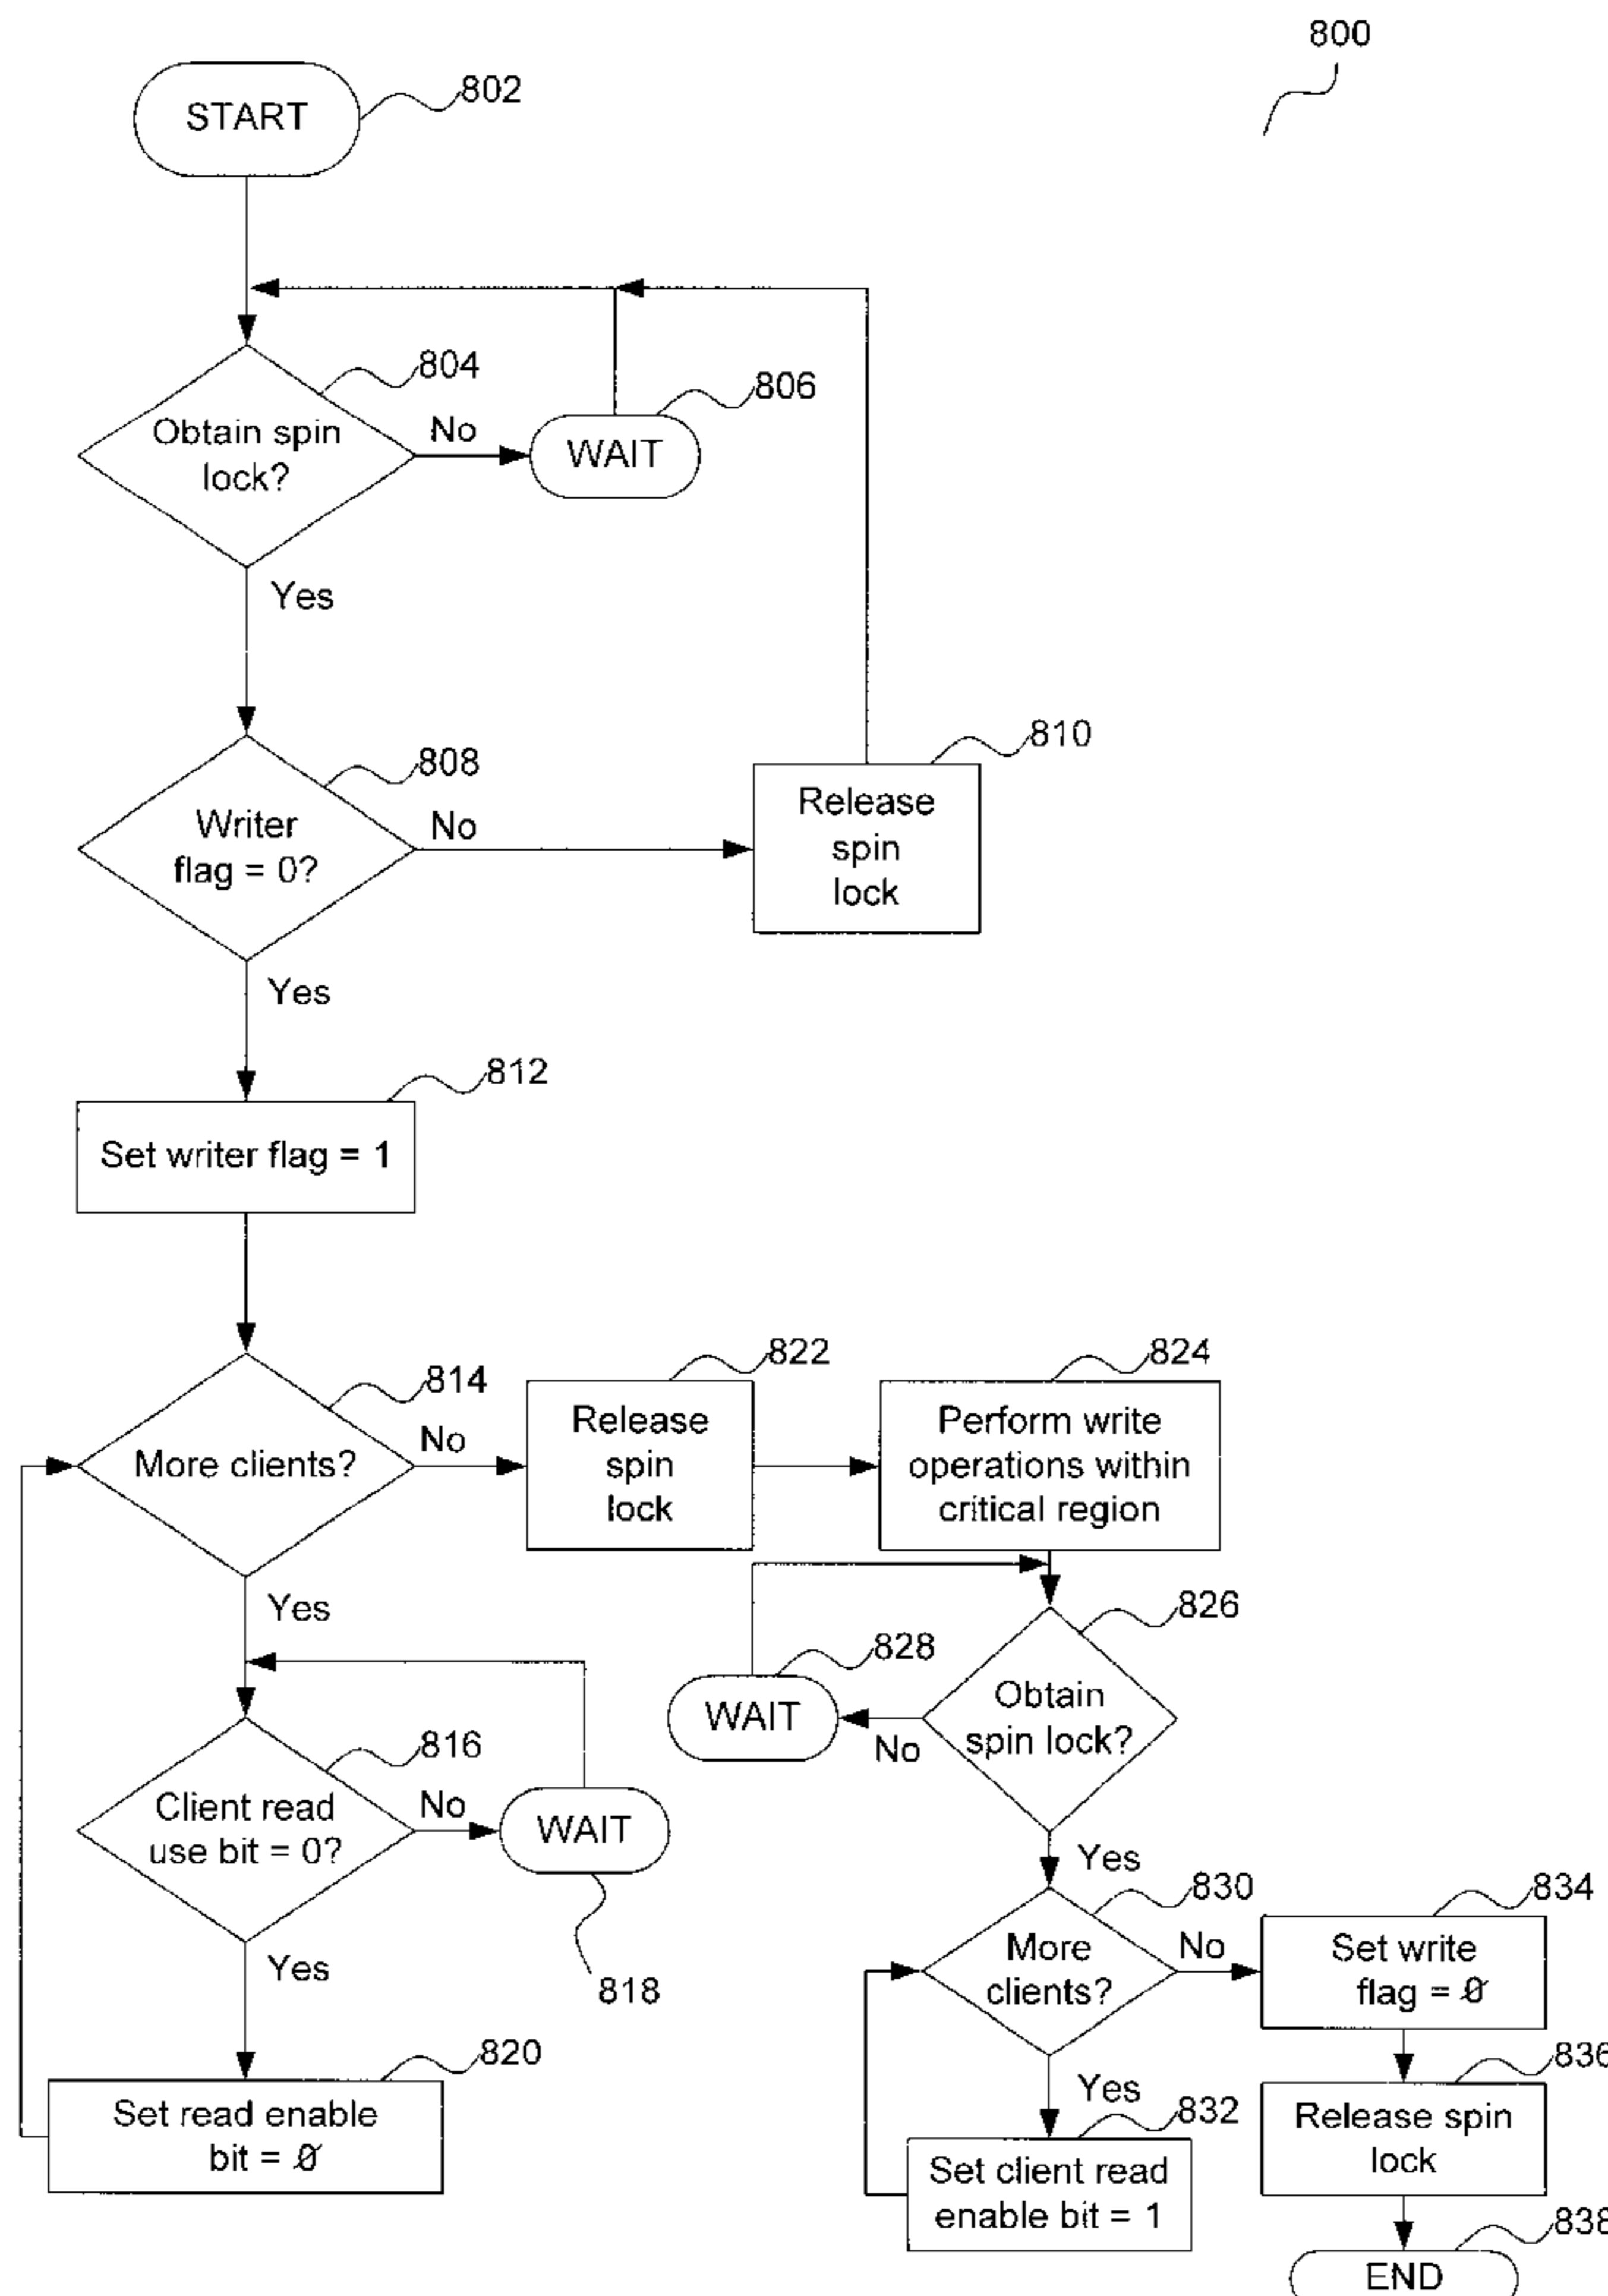 800
START
802
804
Obtain spin
lock?
No
WAIT
806
Yes
808
Writer
flag = 0?
No
810
Release
spin
lock
Yes
812
Set writer flag = 1
814
More clients?
No
822
Release
spin
lock
824
Perform write
operations within
critical region
Yes
826
Obtain
spin lock?
828
WAIT
No
816
Client read
use bit = 0?
No
WAIT
818
Yes
Yes
830
More
clients?
No
834
Set write
flag = 0
820
Set read enable
bit = 0
Yes
832
Set client read
enable bit = 1
836
Release spin
lock
838
END